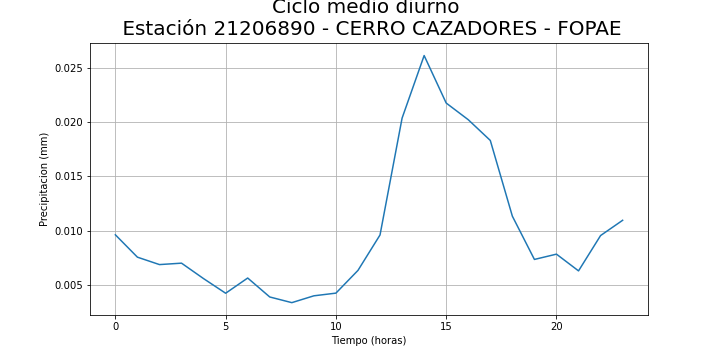 Ciclo medio diurno
Estación 21206890 - CERRO CAZADORES - FOPAE
0.025
0.020
0.015
0.010
0.005
Precipitacion (mm)
0 5 10 15 20
Tiempo (horas)